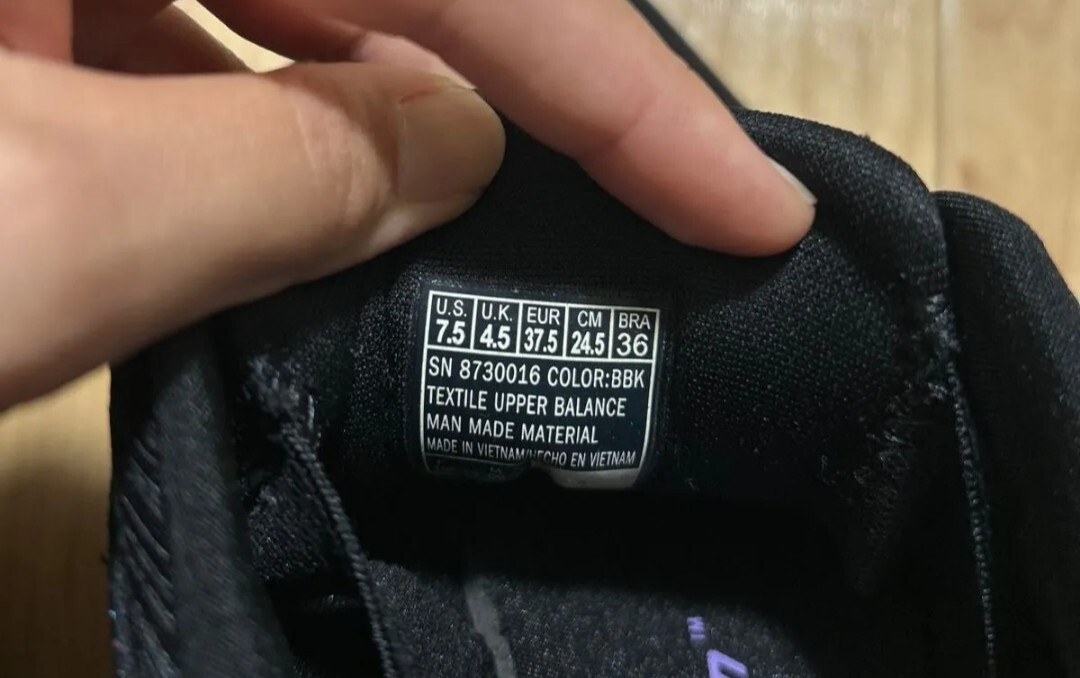 U.S. U.K. EUR CM BRA
7.5 4.5 37.5 24.5 36
SN 8730016 COLOR:BBK
TEXTILE UPPER BALANCE
MAN MADE MATERIAL
MADE IN VIETNAM/HECHO EN VIETNAM